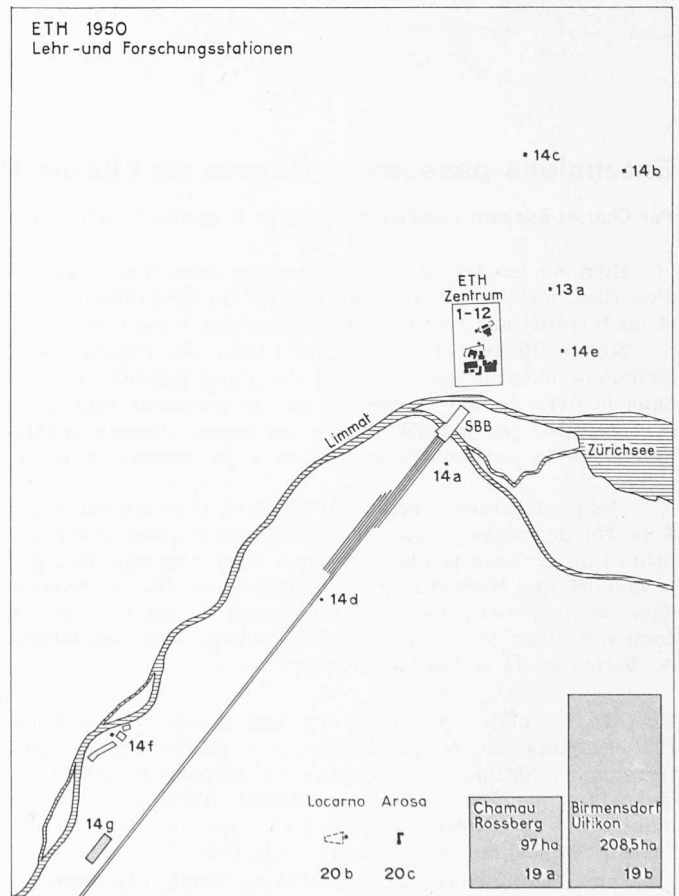 ETH 1950
Lehr-und Forschungsstationen
14c
14b
13a
ETH
Zentrum
1-12
14e
Limmat
SBB
Zürichsee
14a
14d
14f
14g
Locarno
20b
Arosa
20c
Chamau
Rossberg
97 ha
19a
Birmensdorf
Uitikon
208,5 ha
19b